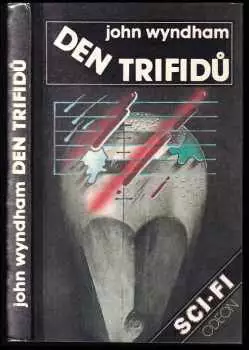 john wyndham DEN TRIFIDŮ
john wyndham
DEN TRIFIDŮ
SCI-FI
ODEON